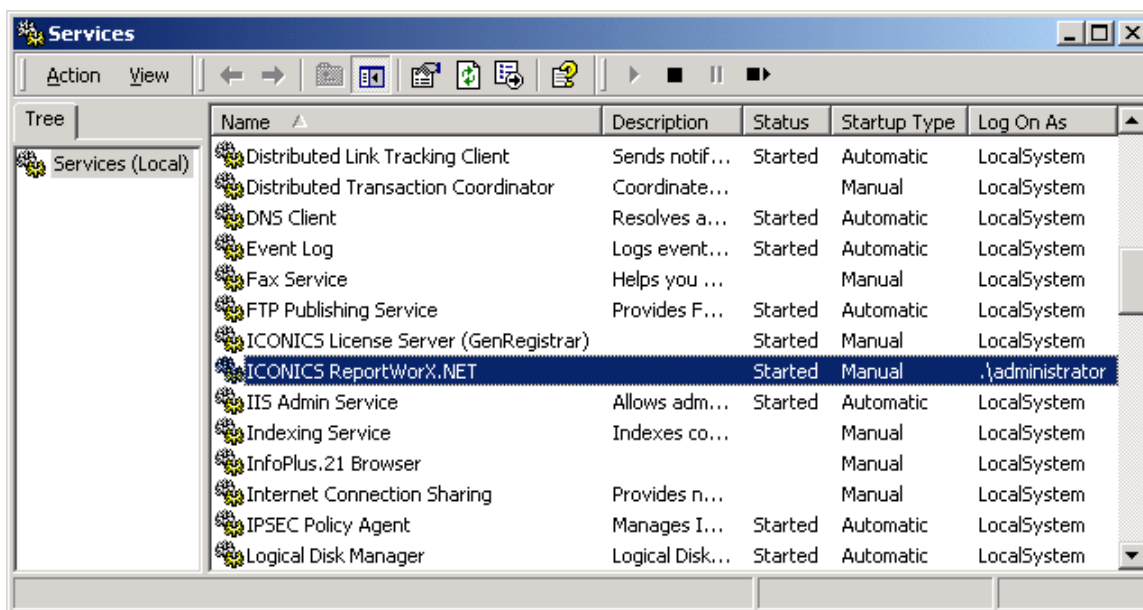 Services
Action View
Tree
Name Description Status Startup Type Log On As
Services (Local)
Distributed Link Tracking Client Sends notif... Started Automatic LocalSystem
Distributed Transaction Coordinator Coordinate... Manual LocalSystem
DNS Client Resolves a... Started Automatic LocalSystem
Event Log Logs event... Started Automatic LocalSystem
Fax Service Helps you ... Manual LocalSystem
FTP Publishing Service Provides F... Started Automatic LocalSystem
ICONICS License Server (GenRegistrar) Started Manual LocalSystem
ICONICS ReportWorX.NET Started Manual .\administrator
IIS Admin Service Allows adm... Started Automatic LocalSystem
Indexing Service Indexes co... Manual LocalSystem
InfoPlus.21 Browser Manual LocalSystem
Internet Connection Sharing Provides n... Manual LocalSystem
IPSEC Policy Agent Manages I... Started Automatic LocalSystem
Logical Disk Manager Logical Disk... Started Automatic LocalSystem